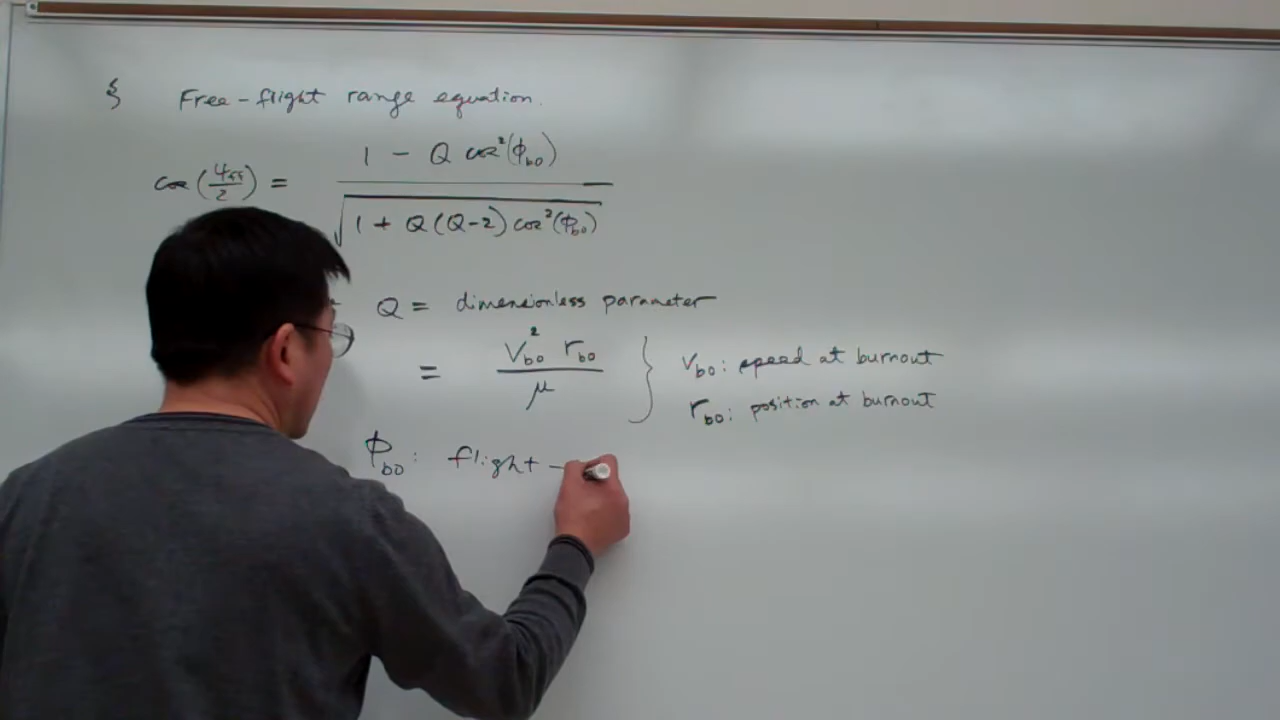 § Free-flight range equation.
cos(Ψff/2) = (1 - Q cos²(ϕbo)) / √(1 + Q(Q-2)cos²(ϕbo))
Q = dimensionless parameter
= Vbo² rbo / μ } Vbo: speed at burnout
rbo: position at burnout
ϕbo: flight -